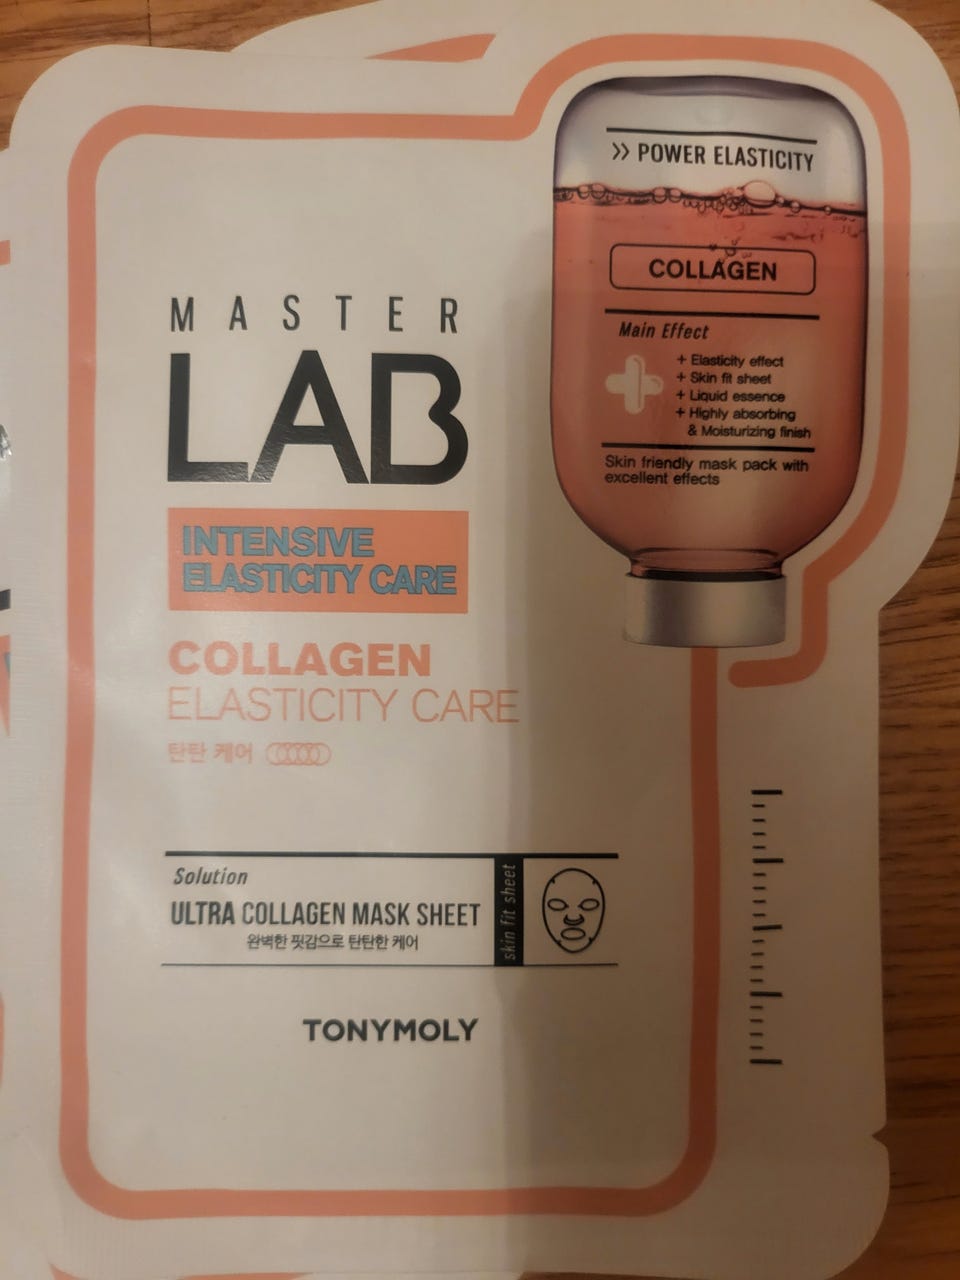 MASTER
LAB
INTENSIVE
ELASTICITY CARE
COLLAGEN
ELASTICITY CARE
탄탄 케어
Solution
ULTRA COLLAGEN MASK SHEET
완벽한 핏감으로 탄탄한 케어
skin fit sheet
TONYMOLY
>> POWER ELASTICITY
COLLAGEN
Main Effect
+ Elasticity effect
+ Skin fit sheet
+ Liquid essence
+ Highly absorbing
& Moisturizing finish
Skin friendly mask pack with
excellent effects